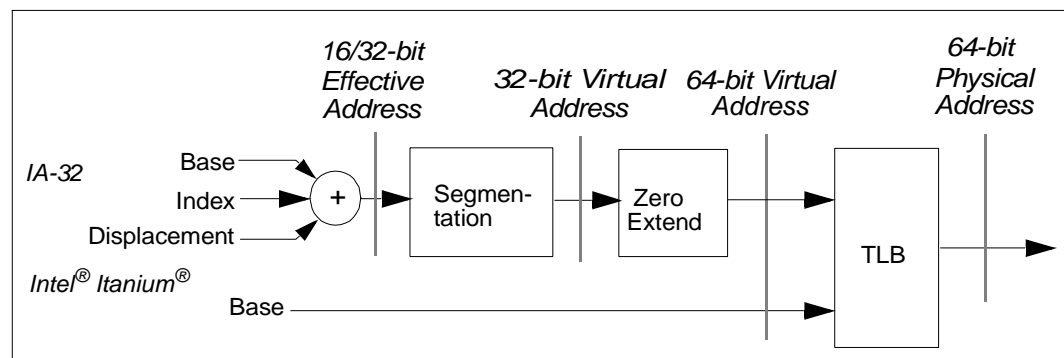 16/32-bit
Effective
Address
32-bit Virtual
Address
64-bit Virtual
Address
64-bit
Physical
Address
IA-32
Base
Index
Displacement
+
Segmen-
tation
Zero
Extend
TLB
Intel® Itanium®
Base